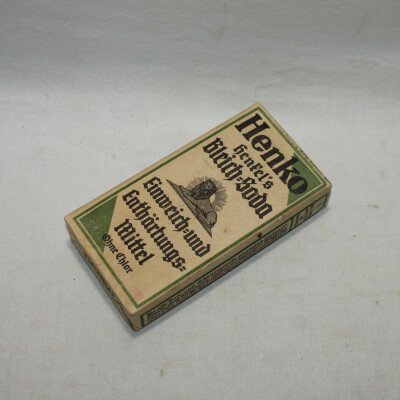 Henko
Henkel's
Bleich-Soda
Einweich-und
Enthärtungs-
Mittel
Ohne Chlor